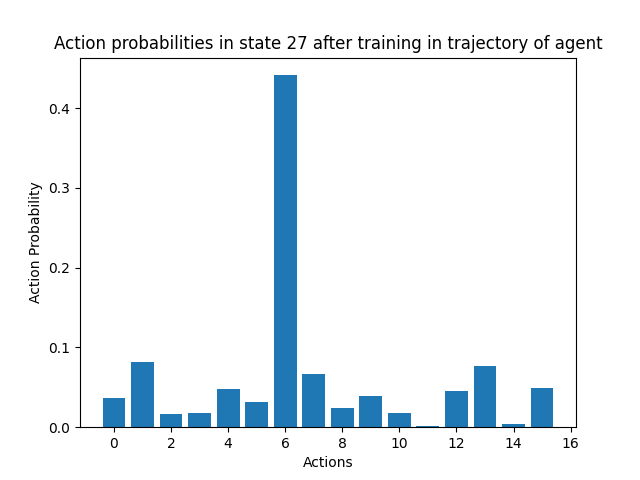 Action probabilities in state 27 after training in trajectory of agent
0.4
0.3
0.2
0.1
0.0
Action Probability
0 2 4 6 8 10 12 14 16
Actions